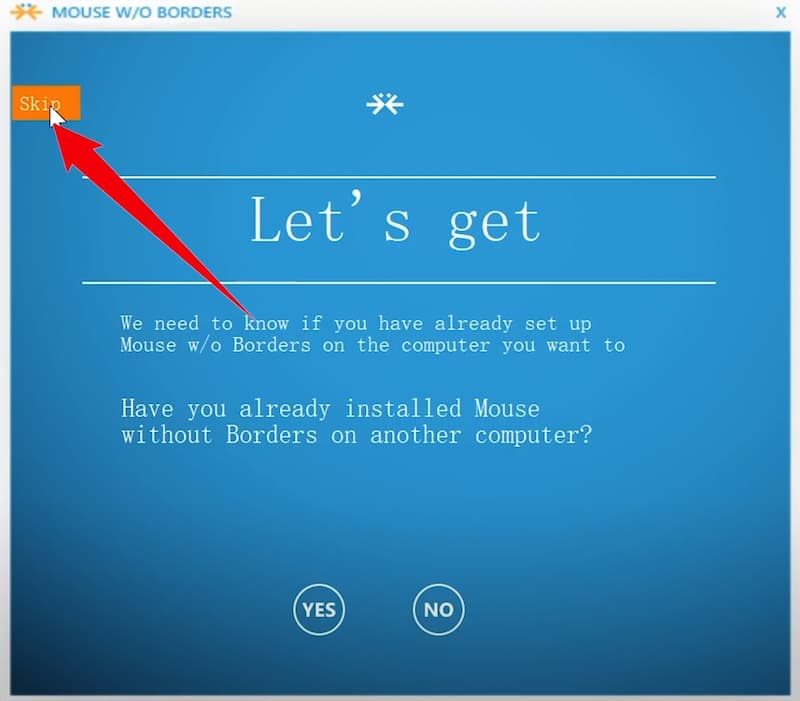 MOUSE W/O BORDERS
X
Skip
Let's get
We need to know if you have already set up
Mouse w/o Borders on the computer you want to
Have you already installed Mouse
without Borders on another computer?
YES
NO